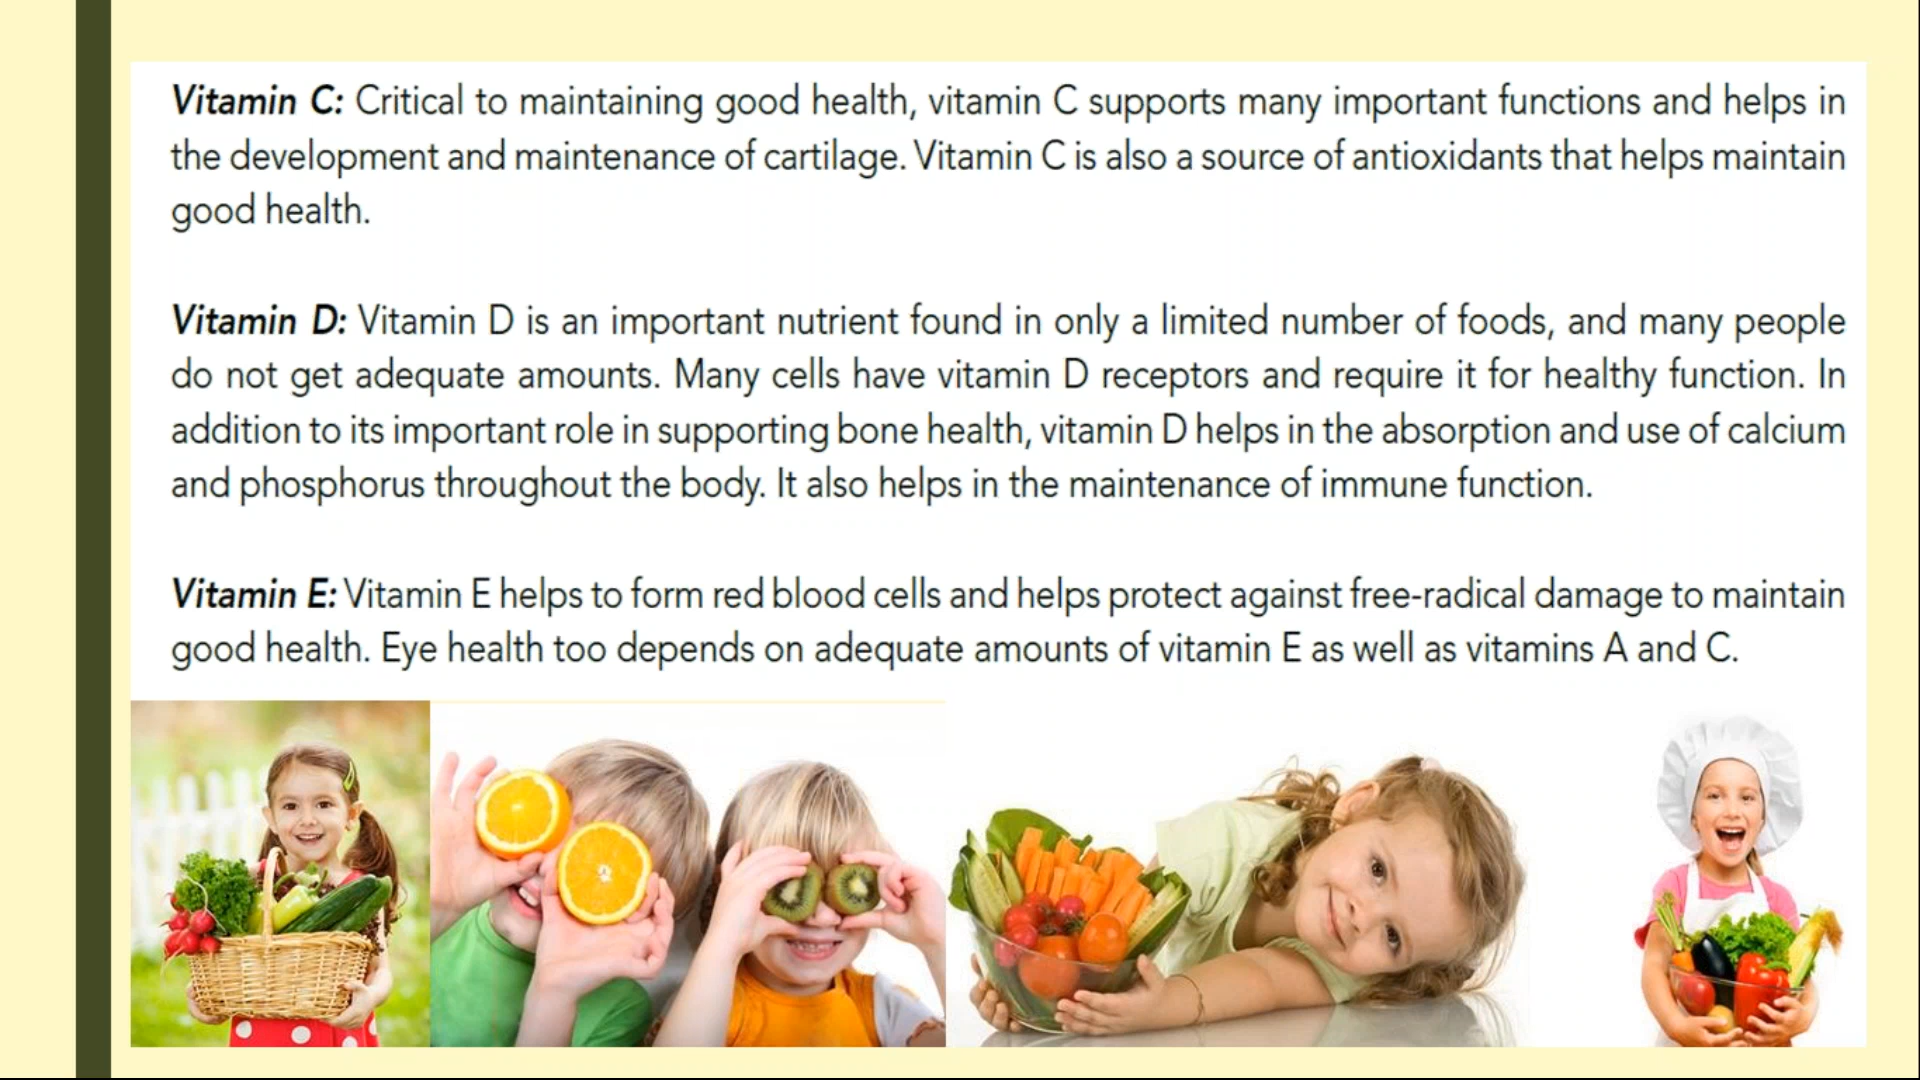 Vitamin C: Critical to maintaining good health, vitamin C supports many important functions and helps in
the development and maintenance of cartilage. Vitamin C is also a source of antioxidants that helps maintain
good health.
Vitamin D: Vitamin D is an important nutrient found in only a limited number of foods, and many people
do not get adequate amounts. Many cells have vitamin D receptors and require it for healthy function. In
addition to its important role in supporting bone health, vitamin D helps in the absorption and use of calcium
and phosphorus throughout the body. It also helps in the maintenance of immune function.
Vitamin E: Vitamin E helps to form red blood cells and helps protect against free-radical damage to maintain
good health. Eye health too depends on adequate amounts of vitamin E as well as vitamins A and C.